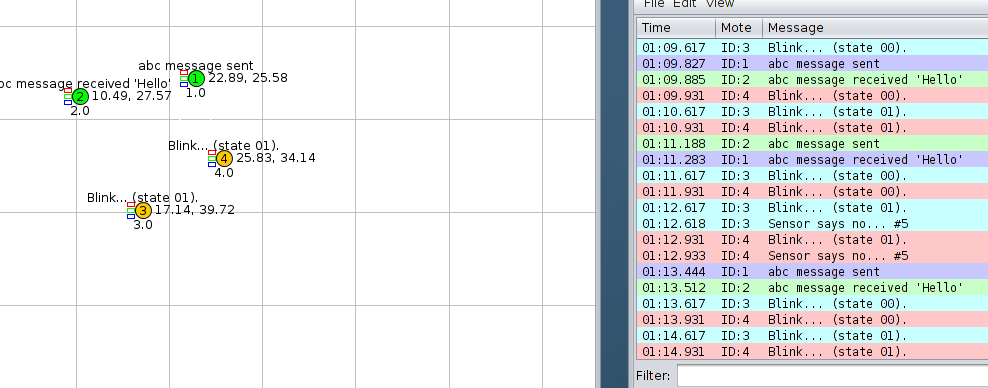 abc message sent
1 22.89, 25.58
1.0
bc message received 'Hello'
2 10.49, 27.57
2.0
Blink... (state 01).
4 25.83, 34.14
4.0
Blink... (state 01).
3 17.14, 39.72
3.0
File Edit View
Time Mote Message
01:09.617 ID:3 Blink... (state 00).
01:09.827 ID:1 abc message sent
01:09.885 ID:2 abc message received 'Hello'
01:09.931 ID:4 Blink... (state 00).
01:10.617 ID:3 Blink... (state 01).
01:10.931 ID:4 Blink... (state 01).
01:11.188 ID:2 abc message sent
01:11.283 ID:1 abc message received 'Hello'
01:11.617 ID:3 Blink... (state 00).
01:11.931 ID:4 Blink... (state 00).
01:12.617 ID:3 Blink... (state 01).
01:12.618 ID:3 Sensor says no... #5
01:12.931 ID:4 Blink... (state 01).
01:12.933 ID:4 Sensor says no... #5
01:13.444 ID:1 abc message sent
01:13.512 ID:2 abc message received 'Hello'
01:13.617 ID:3 Blink... (state 00).
01:13.931 ID:4 Blink... (state 00).
01:14.617 ID:3 Blink... (state 01).
01:14.931 ID:4 Blink... (state 01).
Filter: